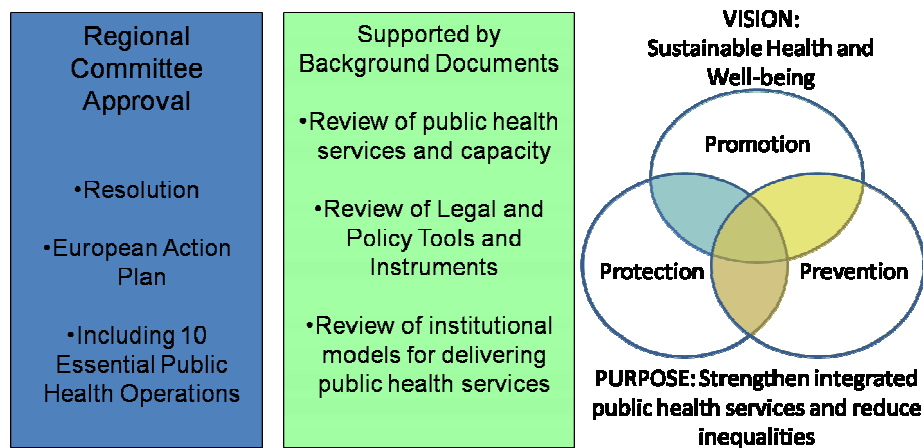 Regional
Committee
Approval
•Resolution
•European Action
Plan
•Including 10
Essential Public
Health Operations
Supported by
Background Documents
•Review of public health
services and capacity
•Review of Legal and
Policy Tools and
Instruments
•Review of institutional
models for delivering
public health services
VISION:
Sustainable Health and
Well-being
Promotion
Protection
Prevention
PURPOSE: Strengthen integrated
public health services and reduce
inequalities